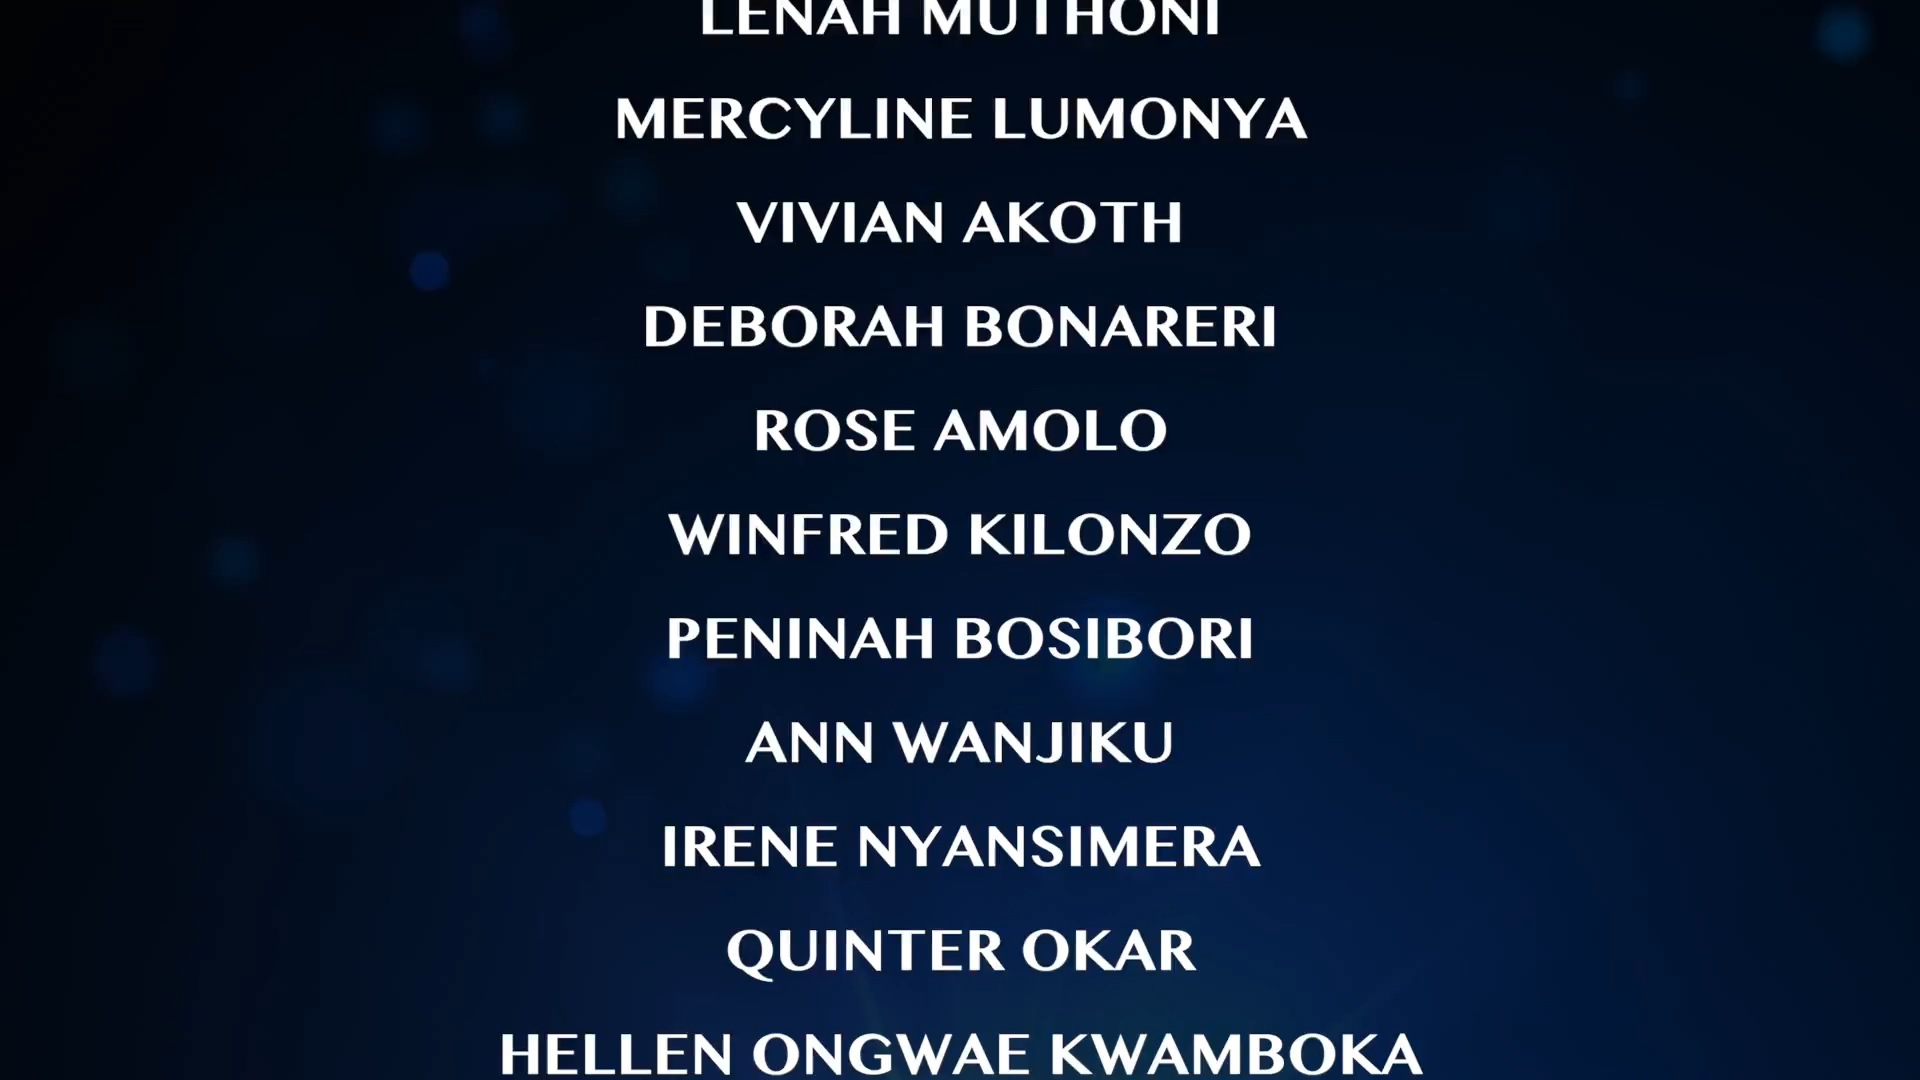 LENAH MUTHONI
MERCYLINE LUMONYA
VIVIAN AKOTH
DEBORAH BONARERI
ROSE AMOLO
WINFRED KILONZO
PENINAH BOSIBORI
ANN WANJIKU
IRENE NYANSIMERA
QUINTER OKAR
HELLEN ONGWAE KWAMBOKA